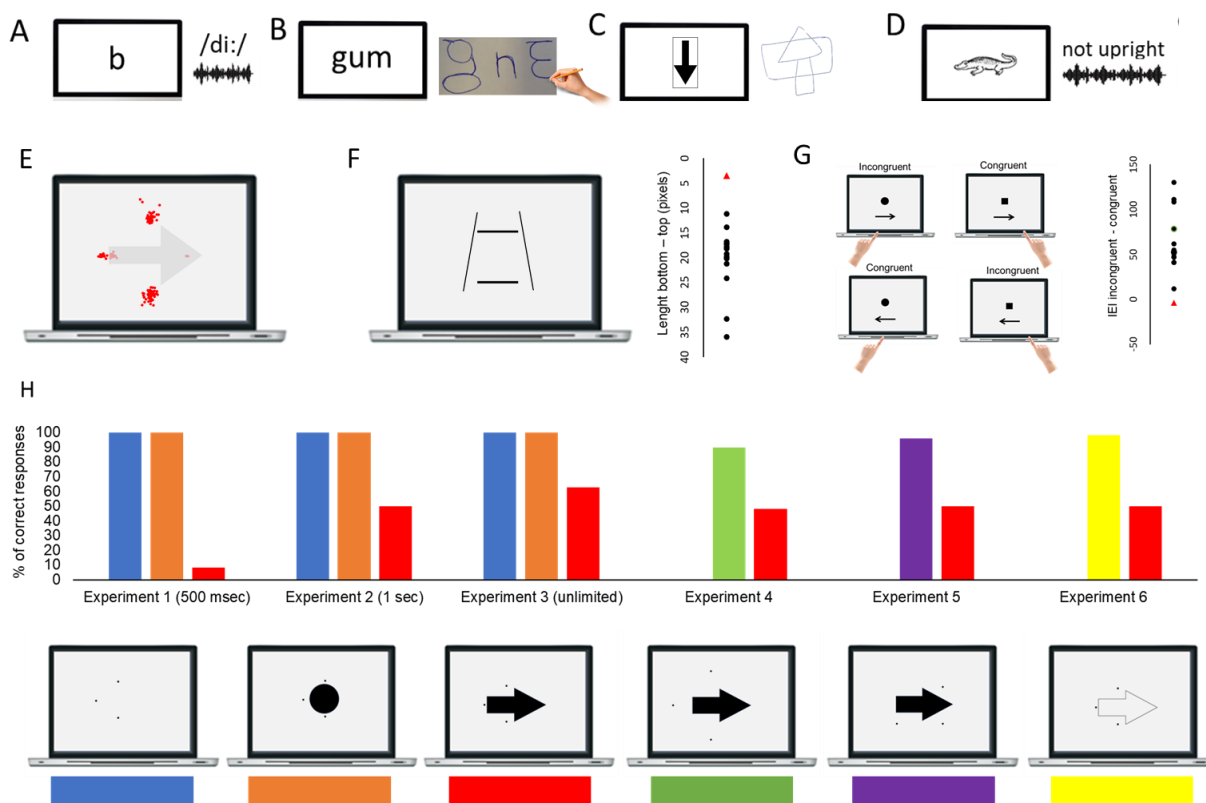 A
b
/di:/
B
gum
C
D
not upright
E
F
Lenght bottom – top (pixels)
0
5
10
15
20
25
30
35
40
G
Incongruent
Congruent
Congruent
Incongruent
IEI incongruent - congruent
150
100
50
0
-50
H
% of correct responses
100
90
80
70
60
50
40
30
20
10
0
Experiment 1 (500 msec)
Experiment 2 (1 sec)
Experiment 3 (unlimited)
Experiment 4
Experiment 5
Experiment 6